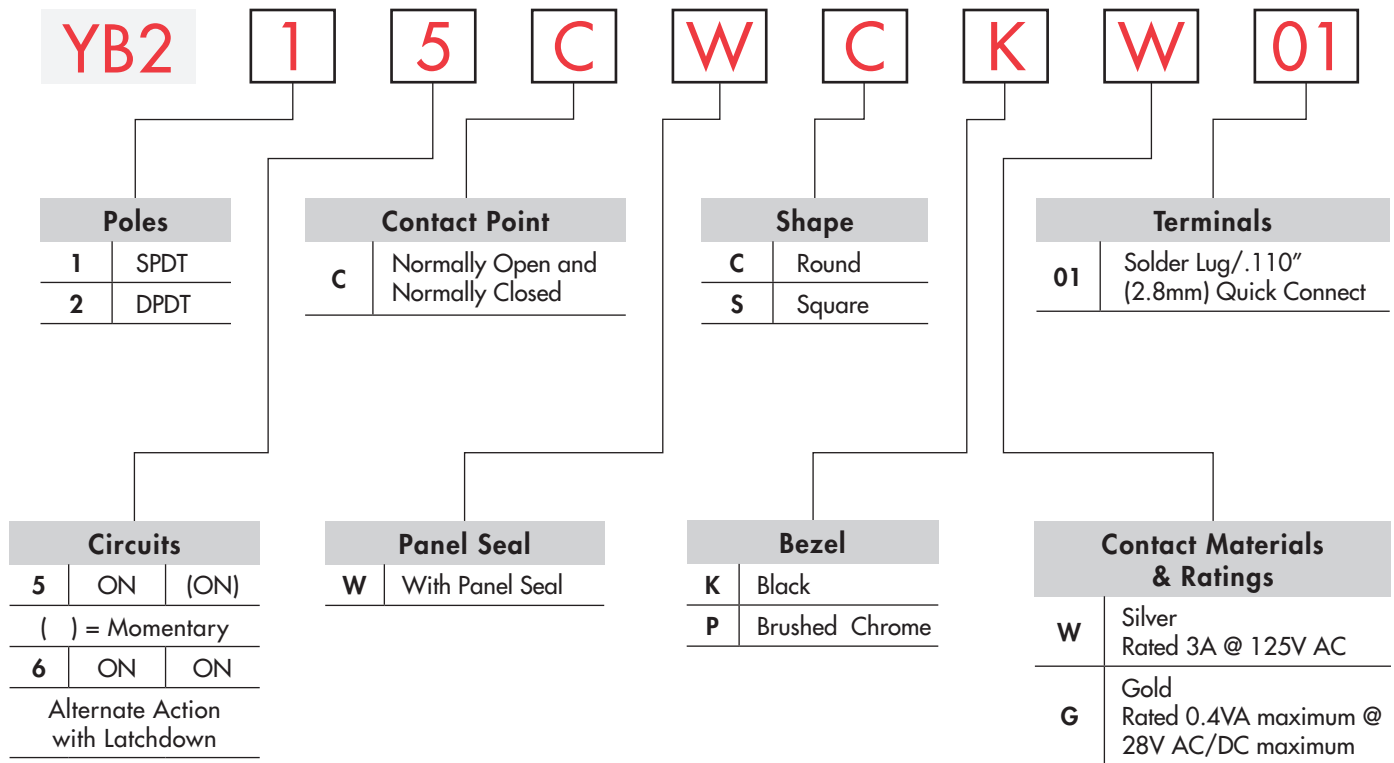 YB2 1 5 C W C K W 01
Poles
1 SPDT
2 DPDT
Contact Point
C Normally Open and
Normally Closed
Shape
C Round
S Square
Terminals
01 Solder Lug/.110″
(2.8mm) Quick Connect
Circuits
5 ON (ON)
( ) = Momentary
6 ON ON
Alternate Action
with Latchdown
Panel Seal
W With Panel Seal
Bezel
K Black
P Brushed Chrome
Contact Materials
& Ratings
W Silver
Rated 3A @ 125V AC
G Gold
Rated 0.4VA maximum @
28V AC/DC maximum